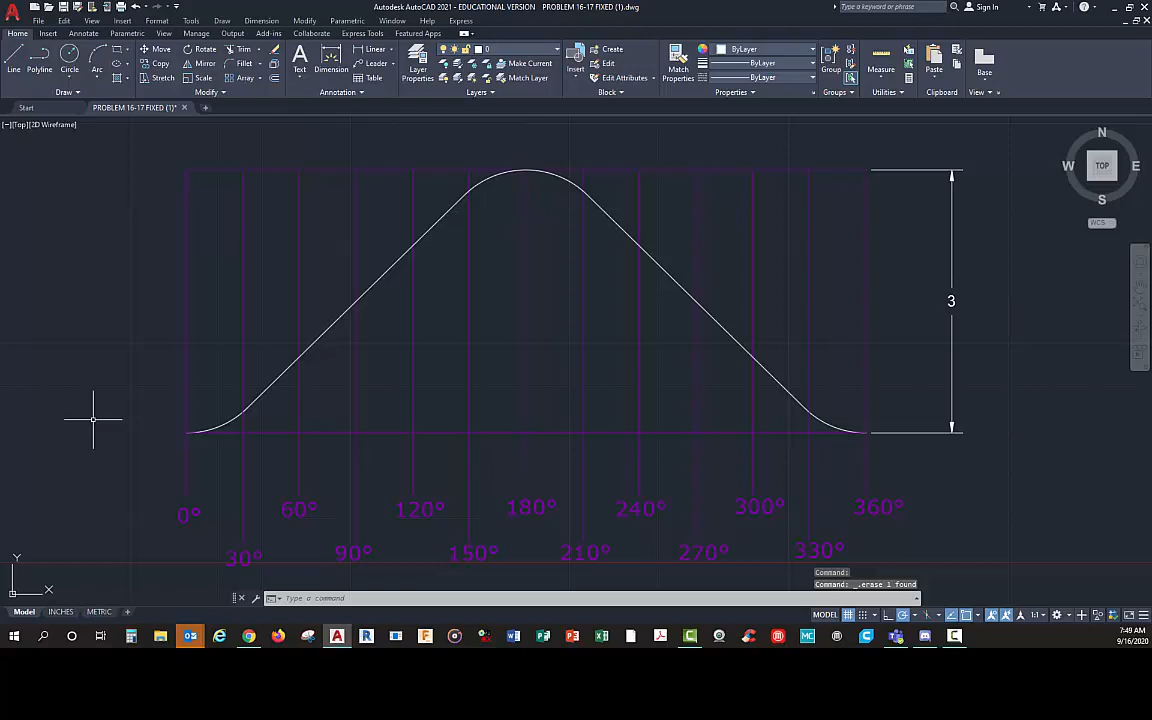 Autodesk AutoCAD 2021 - EDUCATIONAL VERSION PROBLEM 16-17 FIXED (1).dwg
Type a keyword or phrase
Sign In
File Edit View Insert Format Tools Draw Dimension Modify Parametric Window Help Express
Home Insert Annotate Parametric View Manage Output Add-ins Collaborate Express Tools Featured Apps
Line Polyline Circle Arc
Move Rotate Trim
Copy Mirror Fillet
Stretch Scale Array
Text Dimension
Linear
Leader
Table
Layer Properties
0
Make Current
Match Layer
Insert
Create
Edit
Edit Attributes
Match Properties
ByLayer
ByLayer
ByLayer
Group
Measure
Paste
Base
Draw Modify Annotation Layers Block Properties Groups Utilities Clipboard View
Start PROBLEM 16-17 FIXED (1)*
[−][Top][2D Wireframe]
N
W TOP E
S
WCS
3
0° 60° 120° 180° 240° 300° 360°
30° 90° 150° 210° 270° 330°
Y
X
Command:
Command: _.erase 1 found
Type a command
Model INCHES METRIC
MODEL
1:1
7:49 AM
9/16/2020